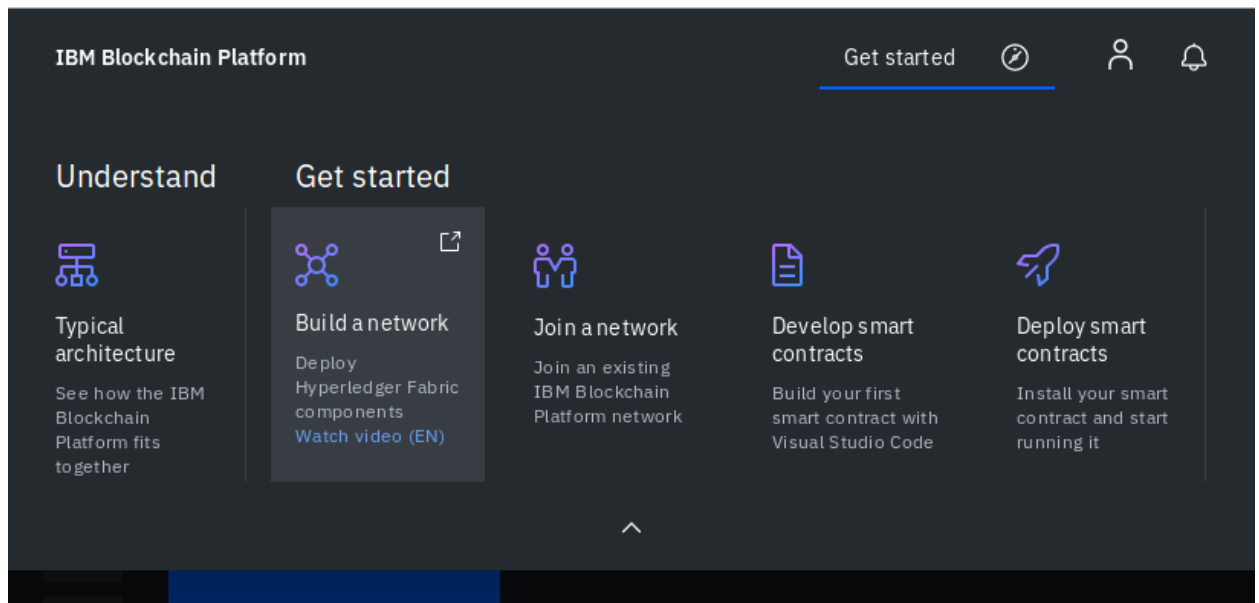 IBM Blockchain Platform
Get started
Understand
Get started
Typical
architecture
See how the IBM
Blockchain
Platform fits
together
Build a network
Deploy
Hyperledger Fabric
components
Watch video (EN)
Join a network
Join an existing
IBM Blockchain
Platform network
Develop smart
contracts
Build your first
smart contract with
Visual Studio Code
Deploy smart
contracts
Install your smart
contract and start
running it